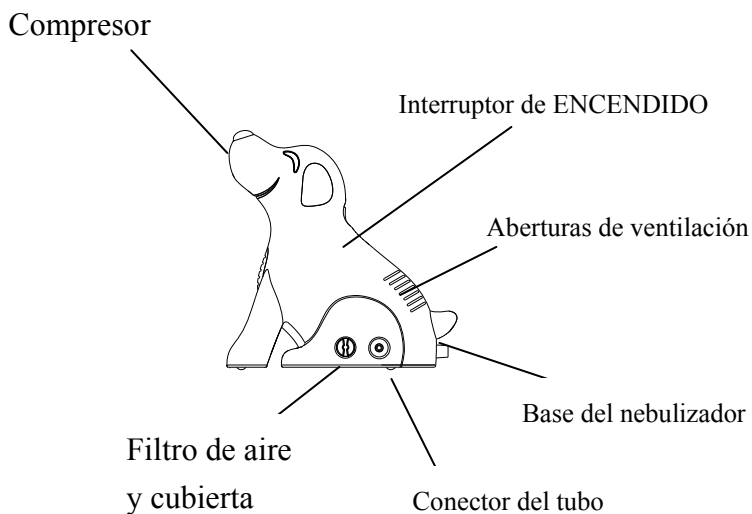 Compresor
Interruptor de ENCENDIDO
Aberturas de ventilación
Base del nebulizador
Filtro de aire
y cubierta
Conector del tubo